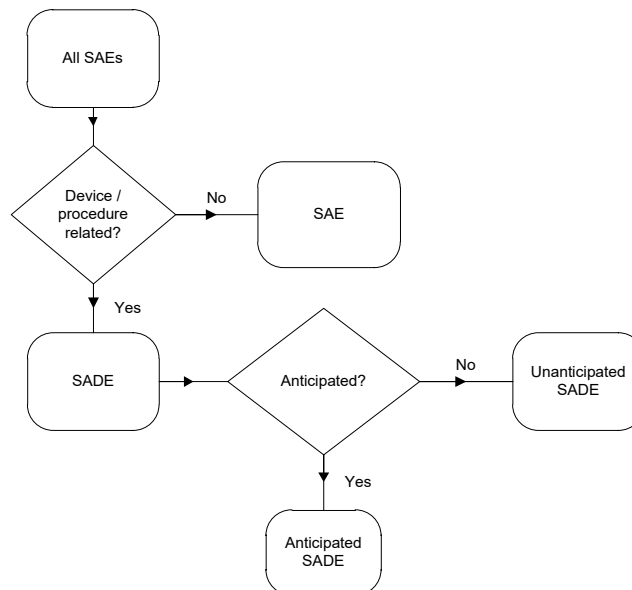 All SAEs
Device /
procedure
related?
No
SAE
Yes
SADE
Anticipated?
No
Unanticipated
SADE
Yes
Anticipated
SADE